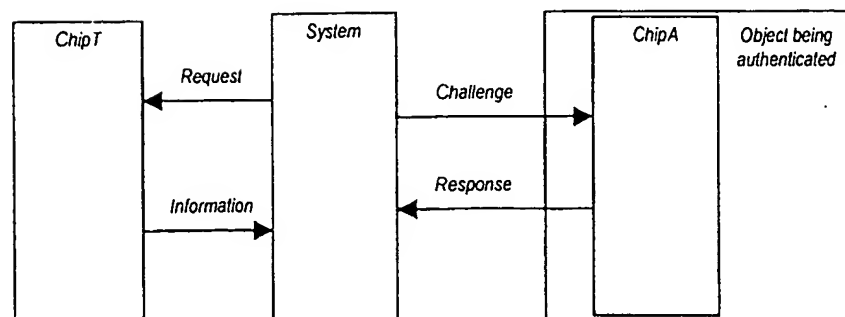 ChipT
System
ChipA
Object being
authenticated
Request
Challenge
Response
Information